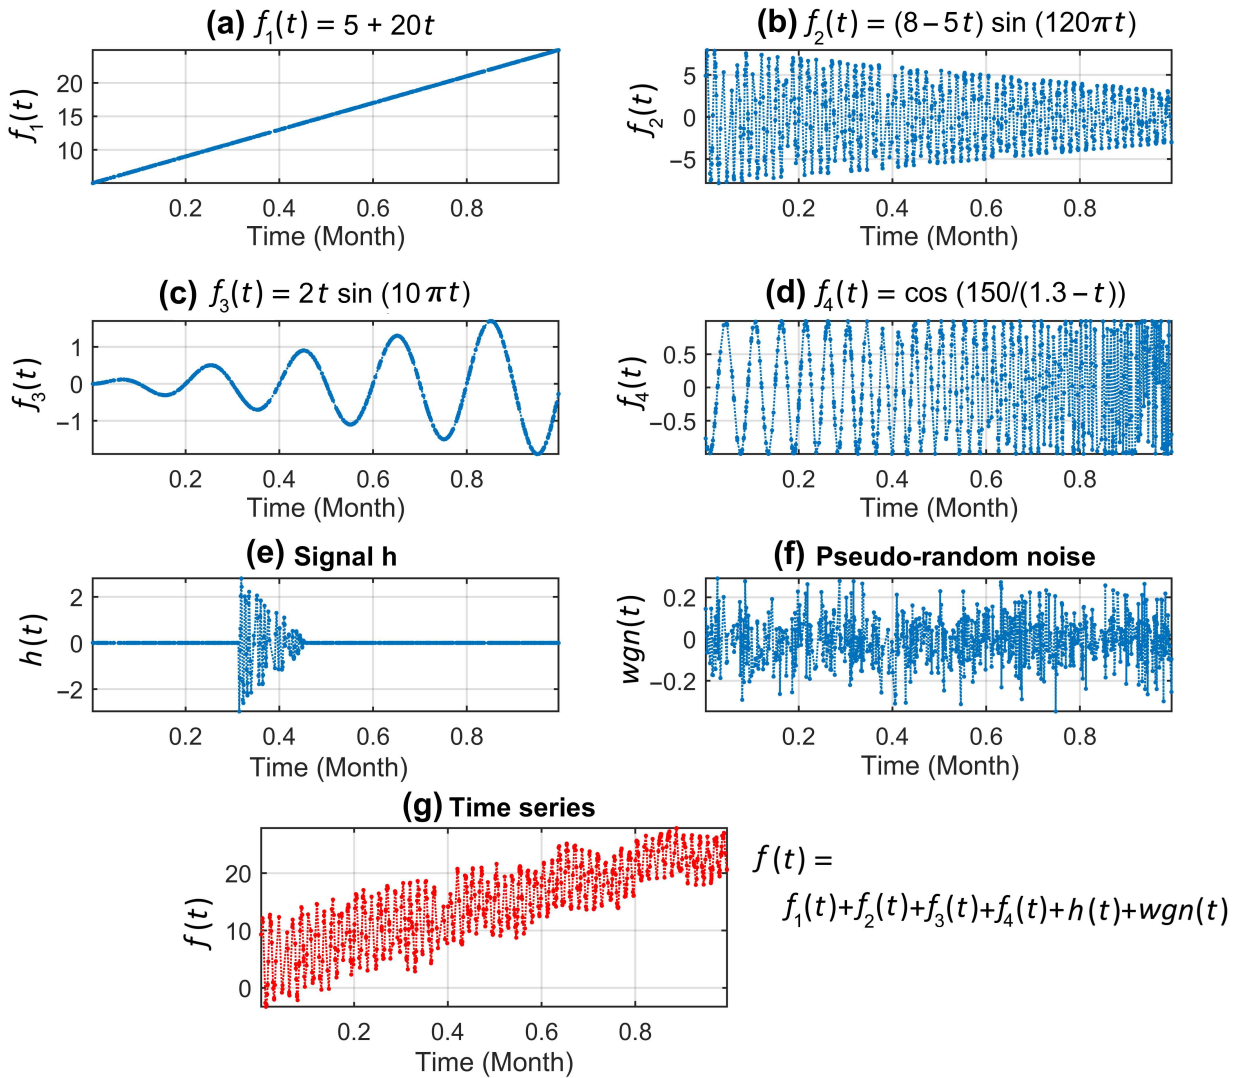 (a) f₁(t) = 5 + 20t
20
15
10
f₁(t)
0.2 0.4 0.6 0.8
Time (Month)
(b) f₂(t) = (8 – 5t) sin (120πt)
5
0
−5
f₂(t)
0.2 0.4 0.6 0.8
Time (Month)
(c) f₃(t) = 2t sin (10πt)
1
0
−1
f₃(t)
0.2 0.4 0.6 0.8
Time (Month)
(d) f₄(t) = cos (150/(1.3 – t))
0.5
0
−0.5
f₄(t)
0.2 0.4 0.6 0.8
Time (Month)
(e) Signal h
2
0
−2
h(t)
0.2 0.4 0.6 0.8
Time (Month)
(f) Pseudo-random noise
0.2
0
−0.2
wgn(t)
0.2 0.4 0.6 0.8
Time (Month)
(g) Time series
20
10
0
f(t)
0.2 0.4 0.6 0.8
Time (Month)
f(t) =
f₁(t)+f₂(t)+f₃(t)+f₄(t)+h(t)+wgn(t)